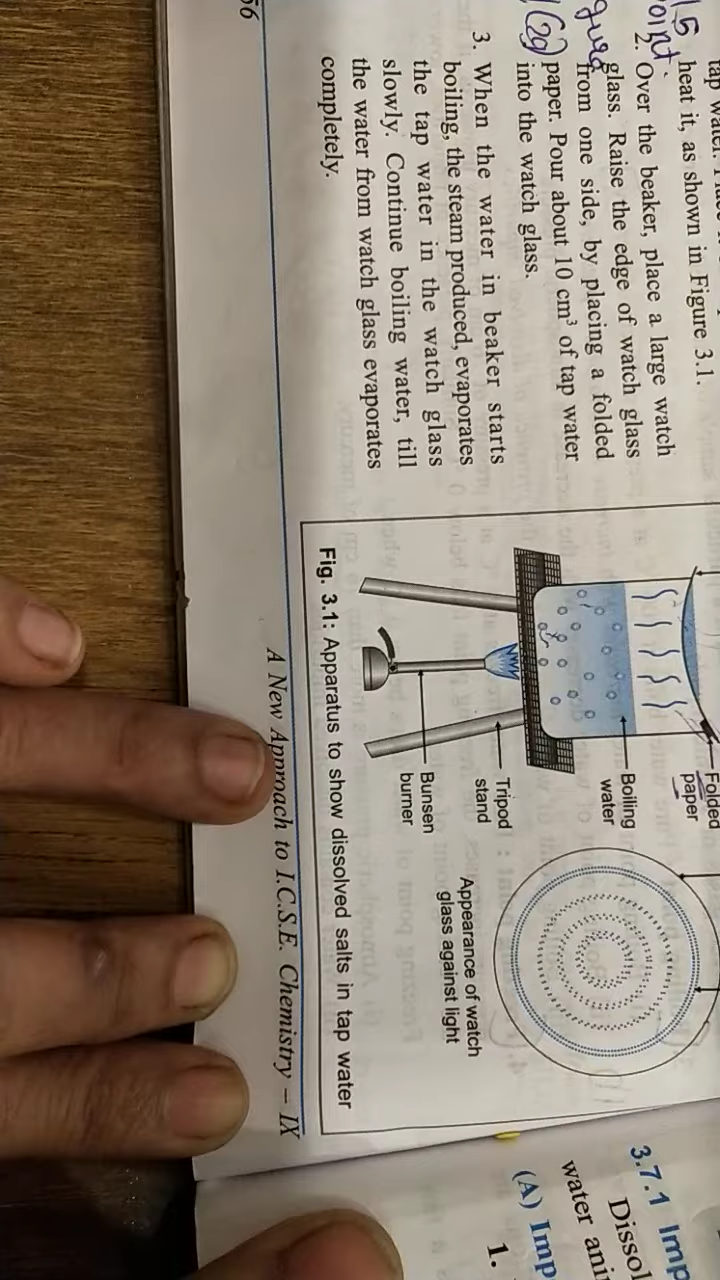 heat it, as shown in Figure 3.1.
2. Over the beaker, place a large watch
glass. Raise the edge of watch glass
from one side, by placing a folded
paper. Pour about 10 cm³ of tap water
into the watch glass.
3. When the water in beaker starts
boiling, the steam produced, evaporates
the tap water in the watch glass
slowly. Continue boiling water, till
the water from watch glass evaporates
completely.
Folded
paper
Boiling
water
Tripod
stand
Bunsen
burner
Appearance of watch
glass against light
Fig. 3.1: Apparatus to show dissolved salts in tap water
56
A New Approach to I.C.S.E. Chemistry – IX
3.7.1 Imp
Dissol
water ani
(A) Imp
1.